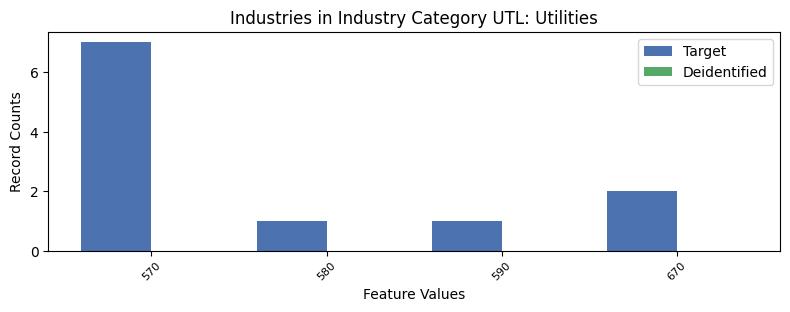 Industries in Industry Category UTL: Utilities
Target
Deidentified
Record Counts
6
4
2
0
570
580
590
670
Feature Values